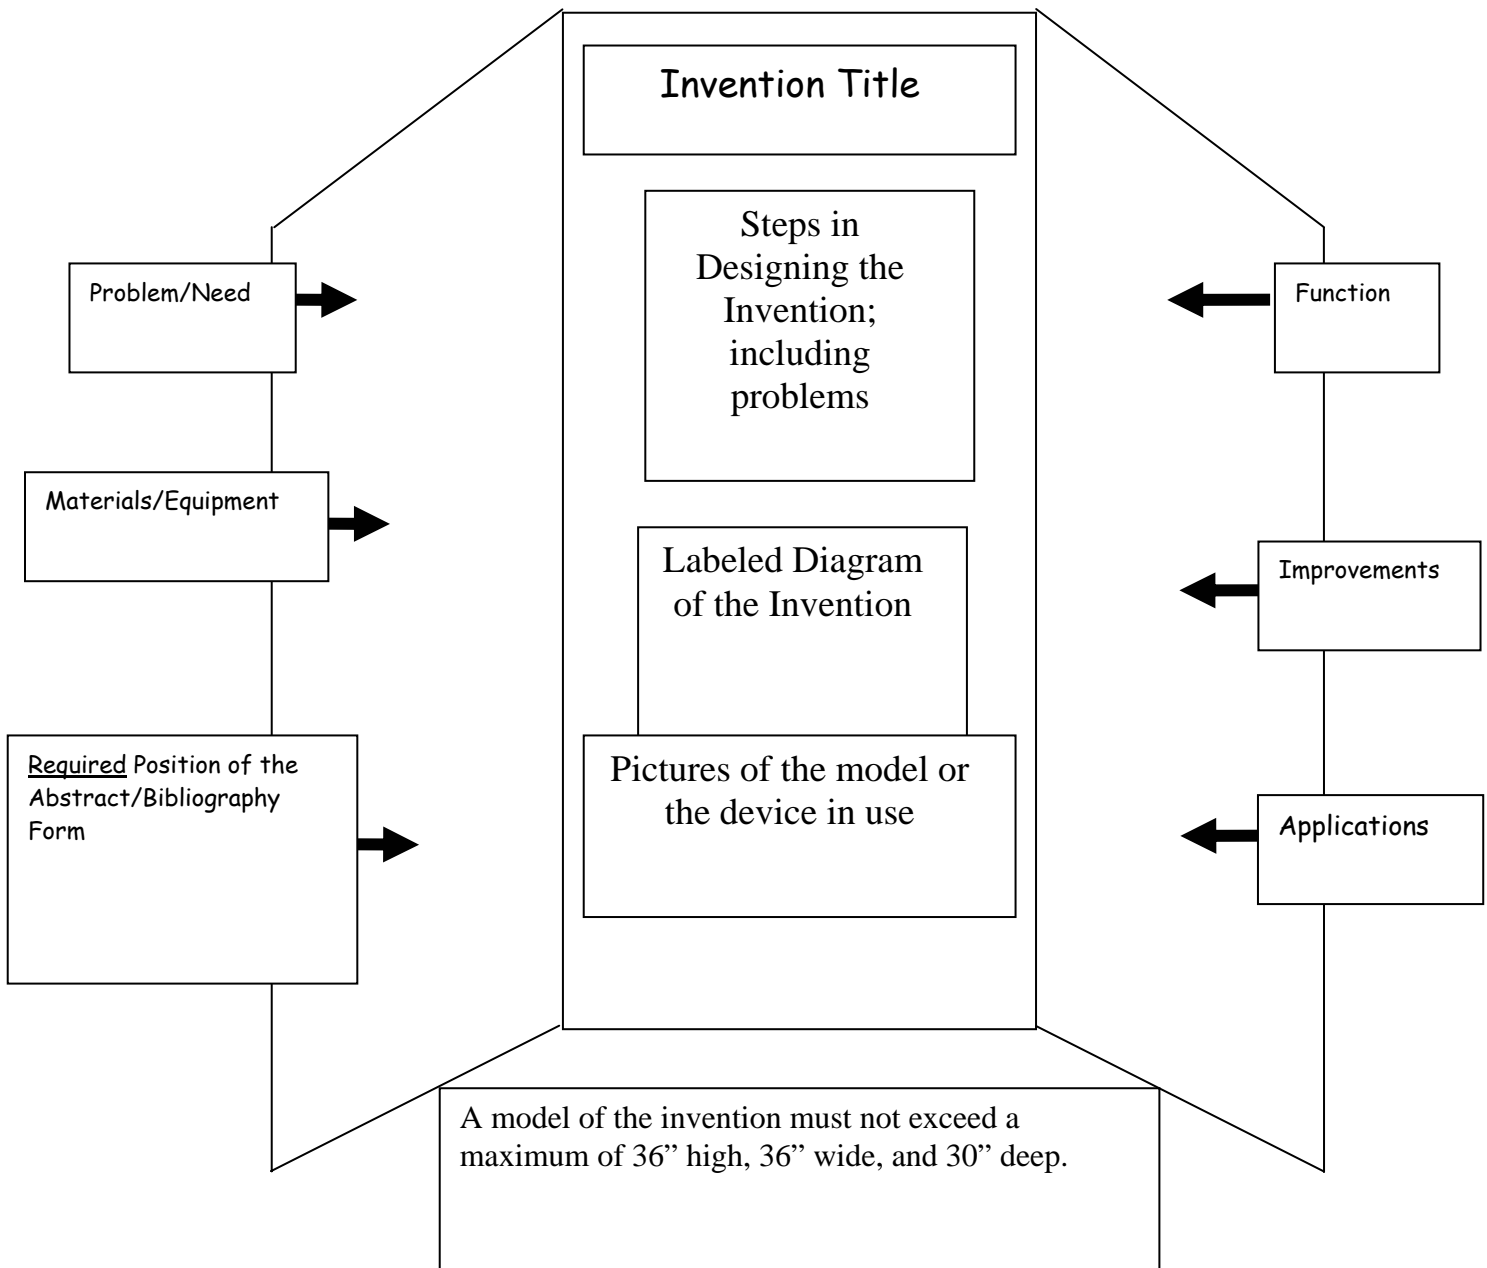 Invention Title
Steps in
Designing the
Invention;
including
problems
Problem/Need
Function
Materials/Equipment
Labeled Diagram
of the Invention
Improvements
Required Position of the
Abstract/Bibliography
Form
Pictures of the model or
the device in use
Applications
A model of the invention must not exceed a
maximum of 36” high, 36” wide, and 30” deep.